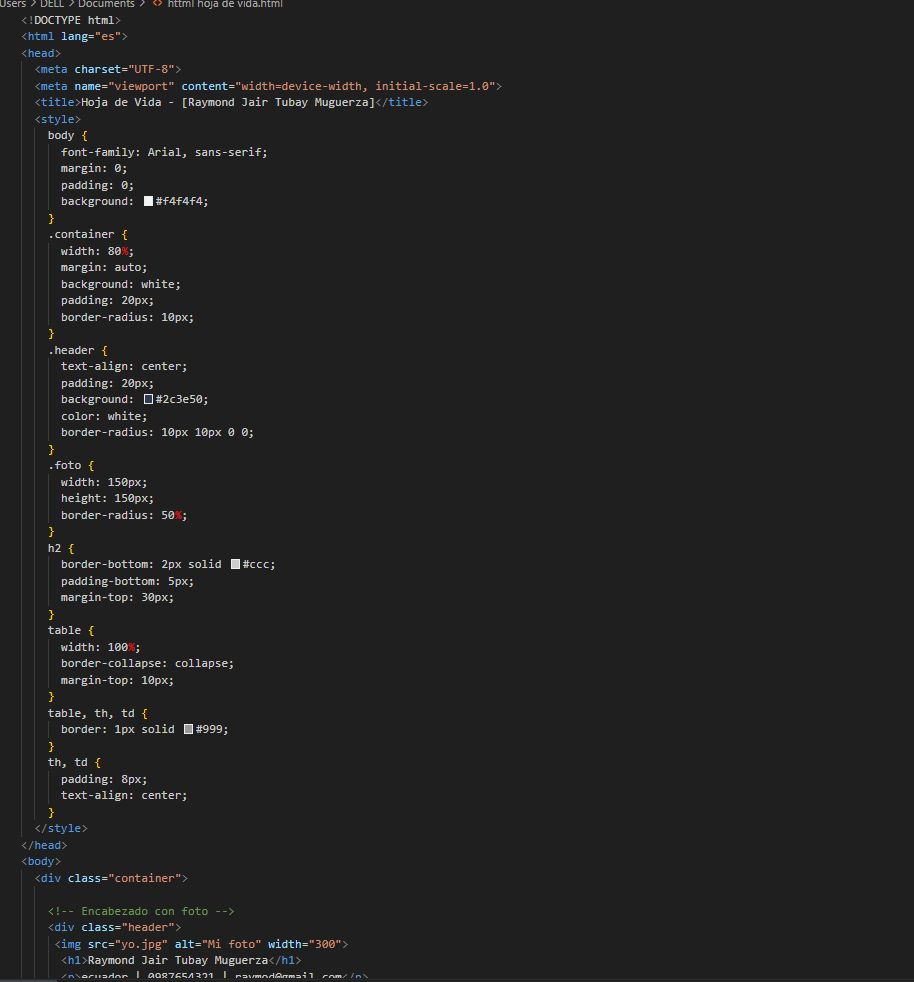 Users > DELL > Documents > <> httml hoja de vida.html
<!DOCTYPE html>
<html lang="es">
<head>
<meta charset="UTF-8">
<meta name="viewport" content="width=device-width, initial-scale=1.0">
<title>Hoja de Vida - [Raymond Jair Tubay Muguerza]</title>
<style>
body {
font-family: Arial, sans-serif;
margin: 0;
padding: 0;
background: #f4f4f4;
}
.container {
width: 80%;
margin: auto;
background: white;
padding: 20px;
border-radius: 10px;
}
.header {
text-align: center;
padding: 20px;
background: #2c3e50;
color: white;
border-radius: 10px 10px 0 0;
}
.foto {
width: 150px;
height: 150px;
border-radius: 50%;
}
h2 {
border-bottom: 2px solid #ccc;
padding-bottom: 5px;
margin-top: 30px;
}
table {
width: 100%;
border-collapse: collapse;
margin-top: 10px;
}
table, th, td {
border: 1px solid #999;
}
th, td {
padding: 8px;
text-align: center;
}
</style>
</head>
<body>
<div class="container">
<!-- Encabezado con foto -->
<div class="header">
<img src="yo.jpg" alt="Mi foto" width="300">
<h1>Raymond Jair Tubay Muguerza</h1>
<p>ecuador | 0987654321 | raymod@gmail.com</p>